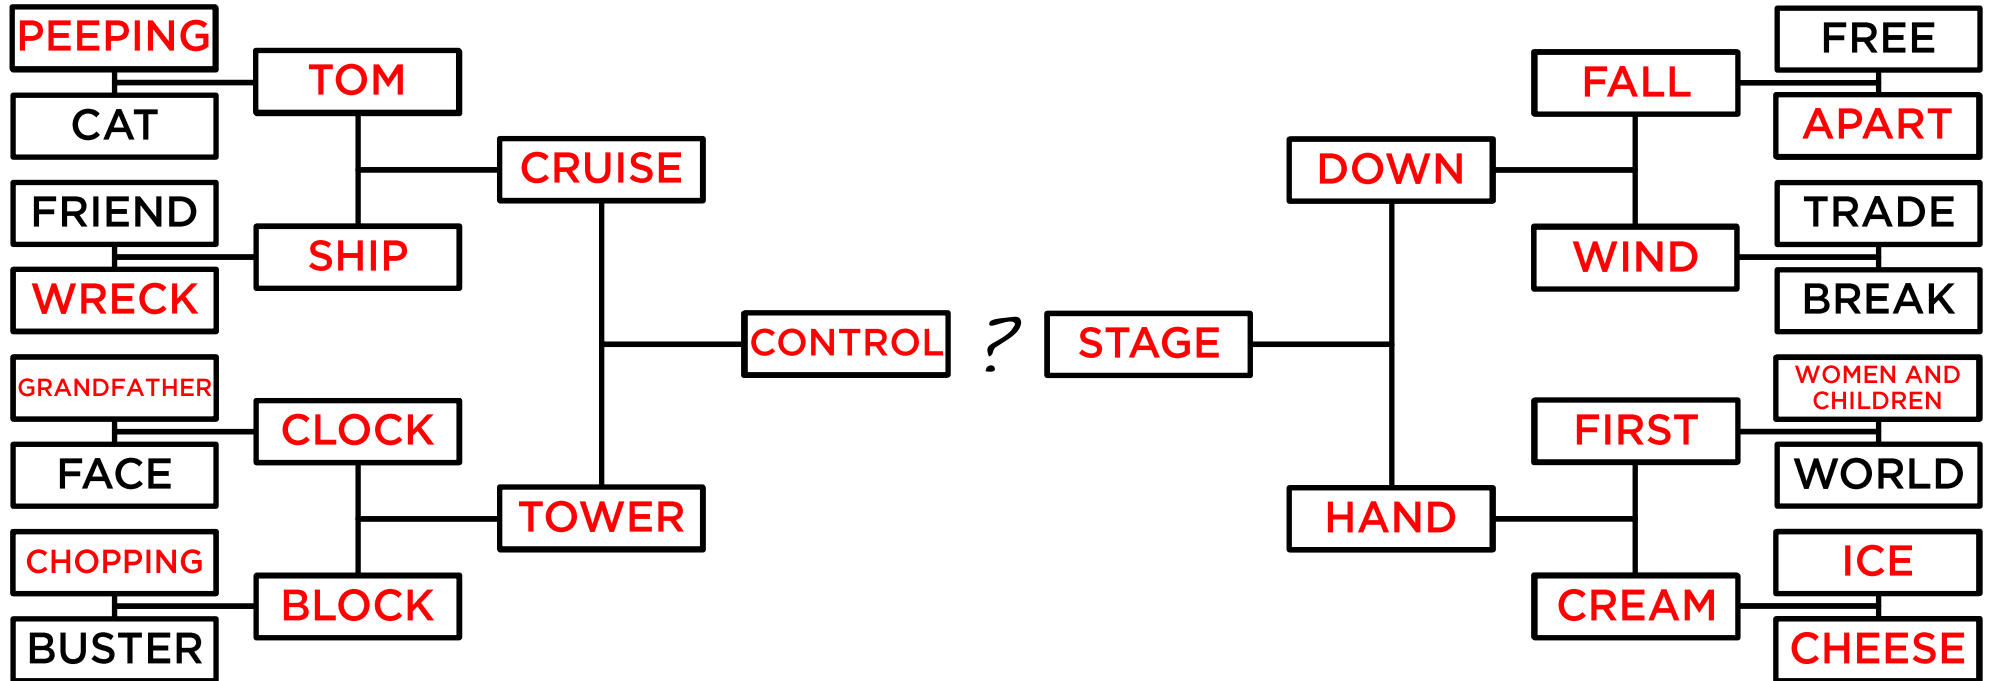 PEEPING
CAT
TOM
FRIEND
WRECK
SHIP
CRUISE
GRANDFATHER
FACE
CLOCK
CHOPPING
BUSTER
BLOCK
TOWER
CONTROL
?
STAGE
DOWN
FALL
FREE
APART
WIND
TRADE
BREAK
HAND
FIRST
WOMEN AND
CHILDREN
WORLD
CREAM
ICE
CHEESE